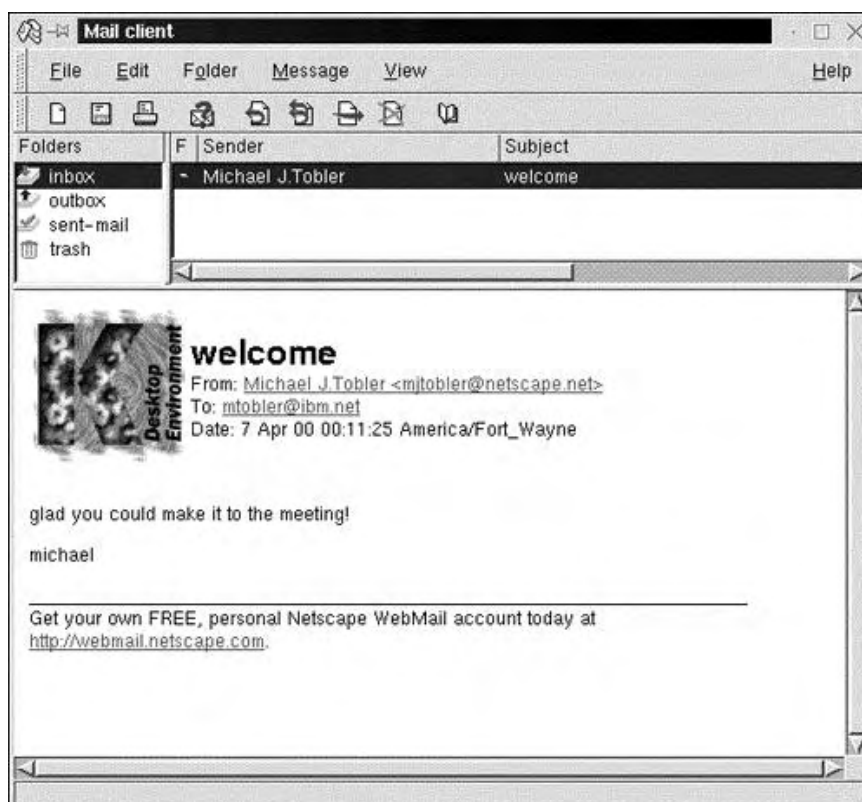 Mail client
File Edit Folder Message View Help
Folders F Sender Subject
inbox - Michael J.Tobler welcome
outbox
sent-mail
trash
K Desktop Environment
welcome
From: Michael J.Tobler <mjtobler@netscape.net>
To: mtobler@ibm.net
Date: 7 Apr 00 00:11:25 America/Fort_Wayne
glad you could make it to the meeting!
michael
Get your own FREE, personal Netscape WebMail account today at
http://webmail.netscape.com.